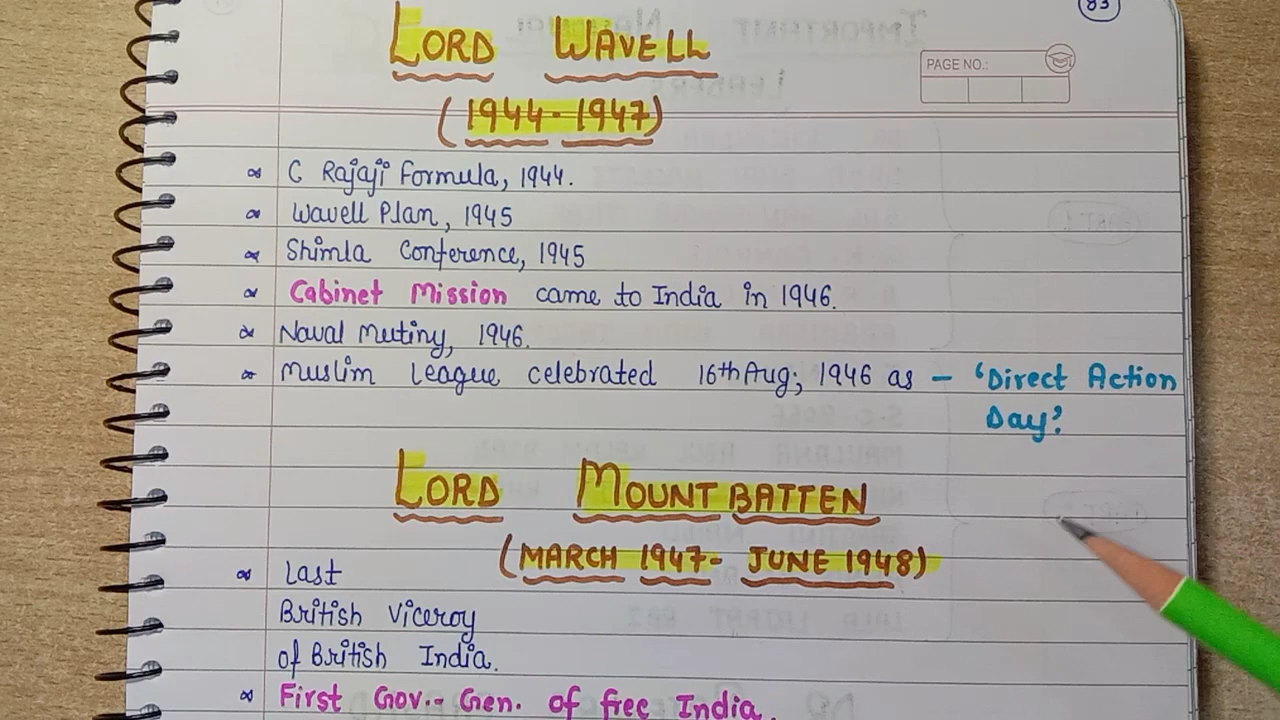 83
LORD WAVELL
PAGE NO.:
(1944-1947)
C Rajaji Formula, 1944.
Wavell Plan, 1945
Shimla Conference, 1945
Cabinet Mission came to India in 1946.
Naval Mutiny, 1946.
Muslim League celebrated 16th Aug; 1946 as – 'Direct Action
Day'
LORD MOUNTBATTEN
(MARCH 1947- JUNE 1948)
Last
British Viceroy
of British India.
First Gov.- Gen. of free India.